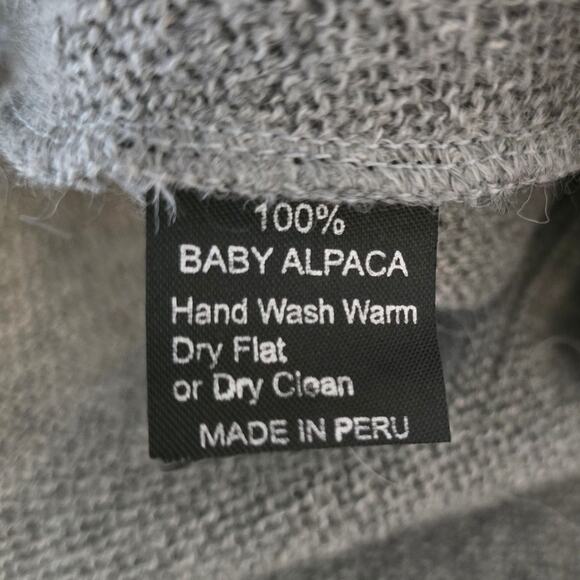 100%
BABY ALPACA
Hand Wash Warm
Dry Flat
or Dry Clean
MADE IN PERU